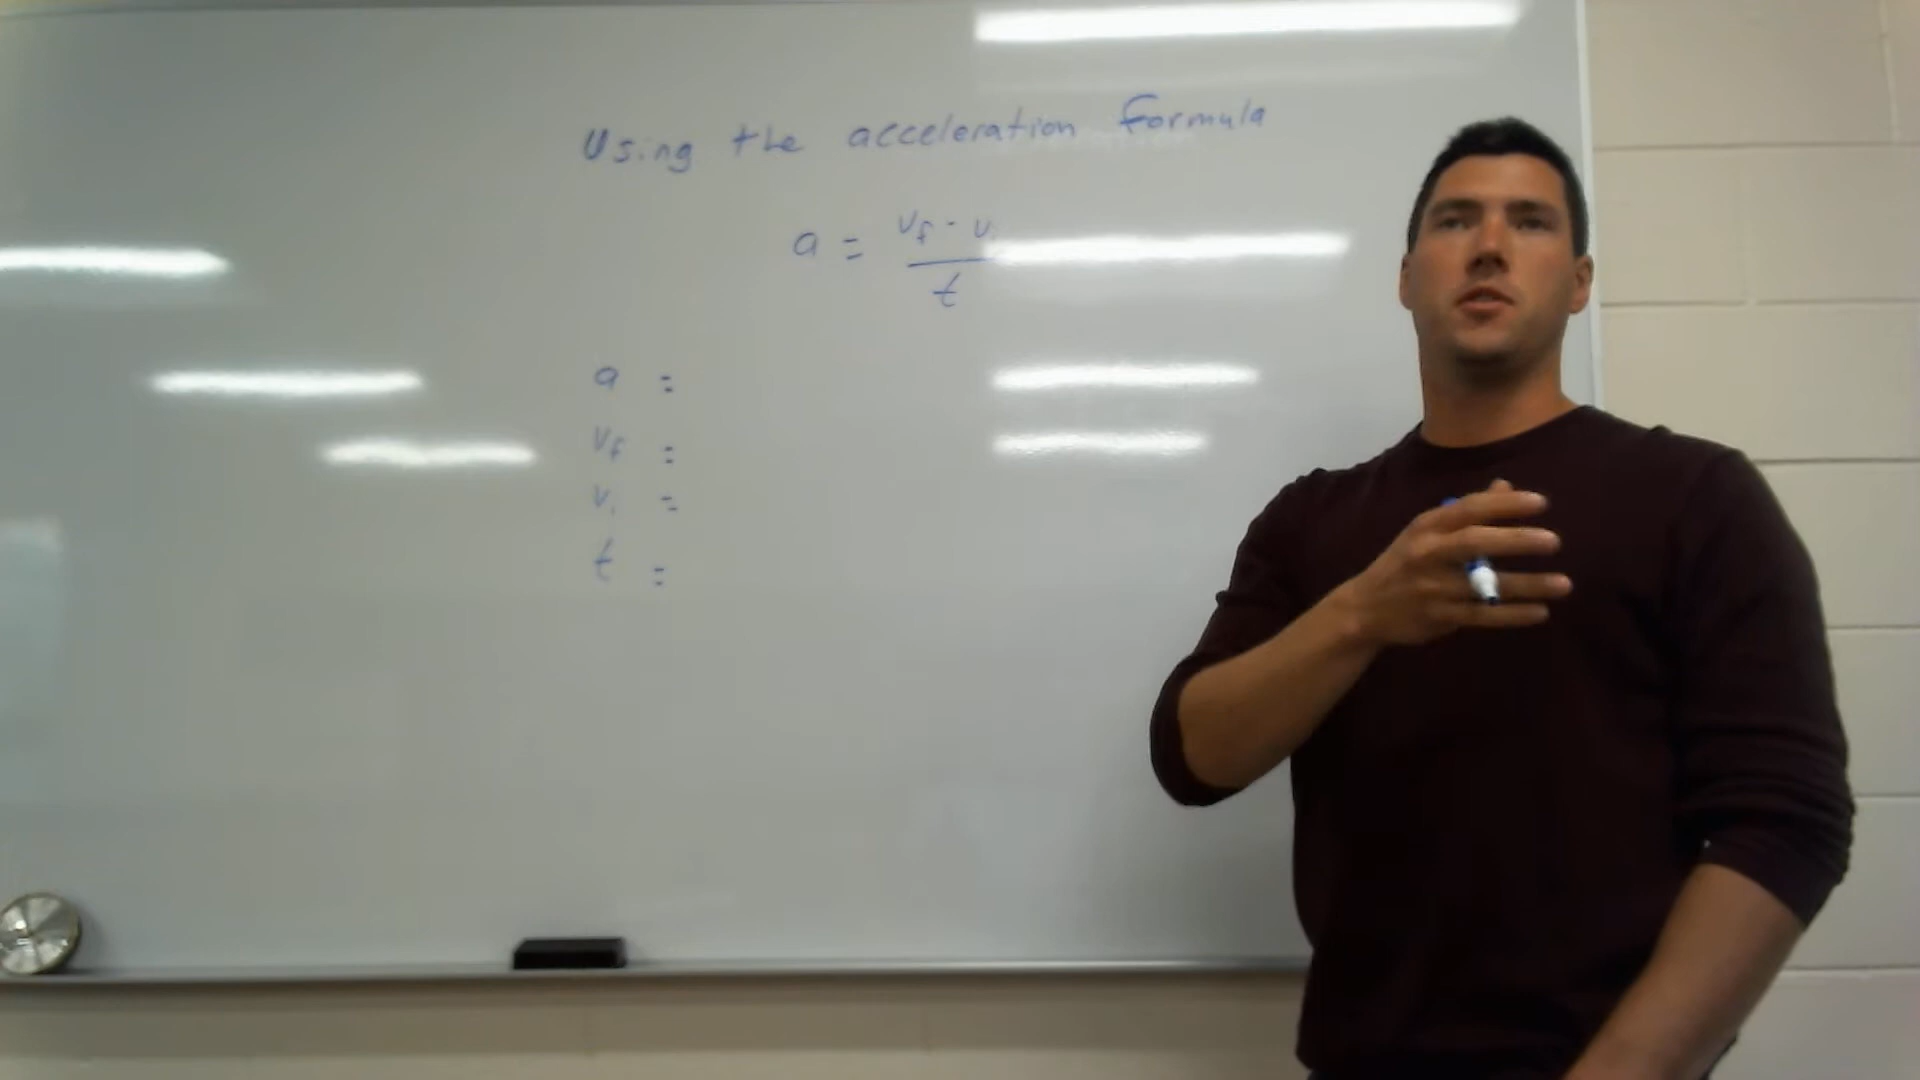 Using the acceleration formula
a = vf - vi
t
a =
vf =
vi =
t =